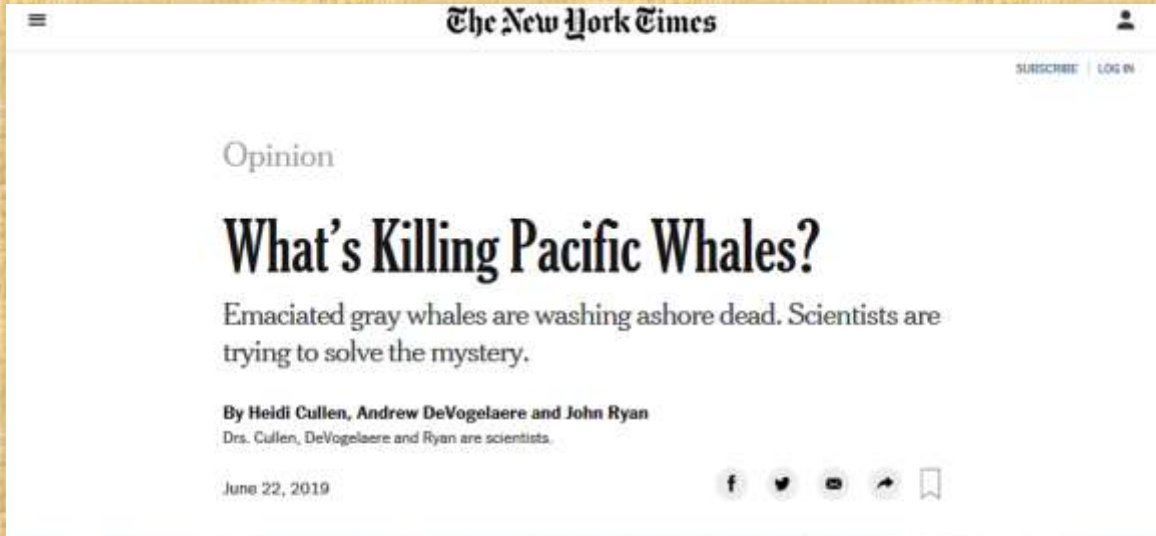 The New York Times
SUBSCRIBE | LOG IN
Opinion
What's Killing Pacific Whales?
Emaciated gray whales are washing ashore dead. Scientists are
trying to solve the mystery.
By Heidi Cullen, Andrew DeVogelaere and John Ryan
Drs. Cullen, DeVogelaere and Ryan are scientists.
June 22, 2019